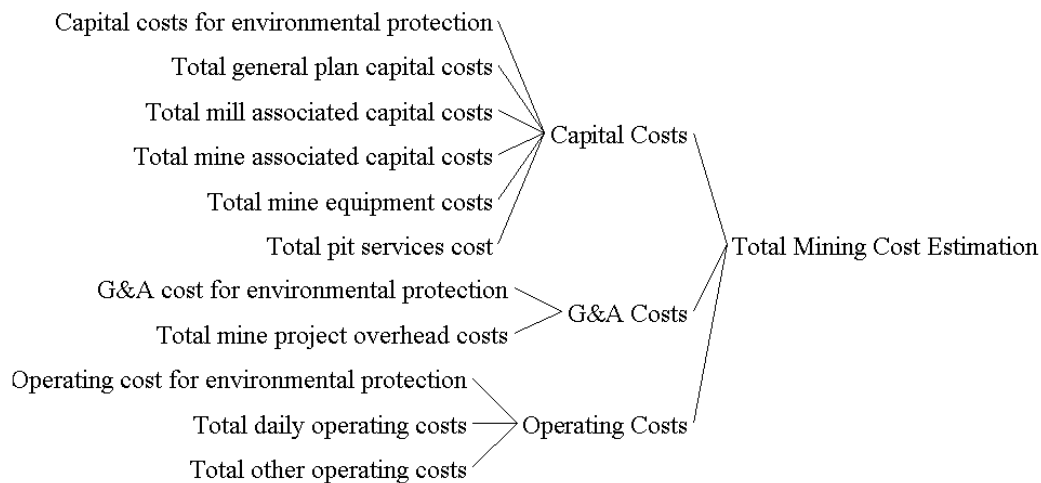 Capital costs for environmental protection
Total general plan capital costs
Total mill associated capital costs
Total mine associated capital costs
Total mine equipment costs
Total pit services cost
Capital Costs
G&A cost for environmental protection
Total mine project overhead costs
G&A Costs
Operating cost for environmental protection
Total daily operating costs
Total other operating costs
Operating Costs
Total Mining Cost Estimation